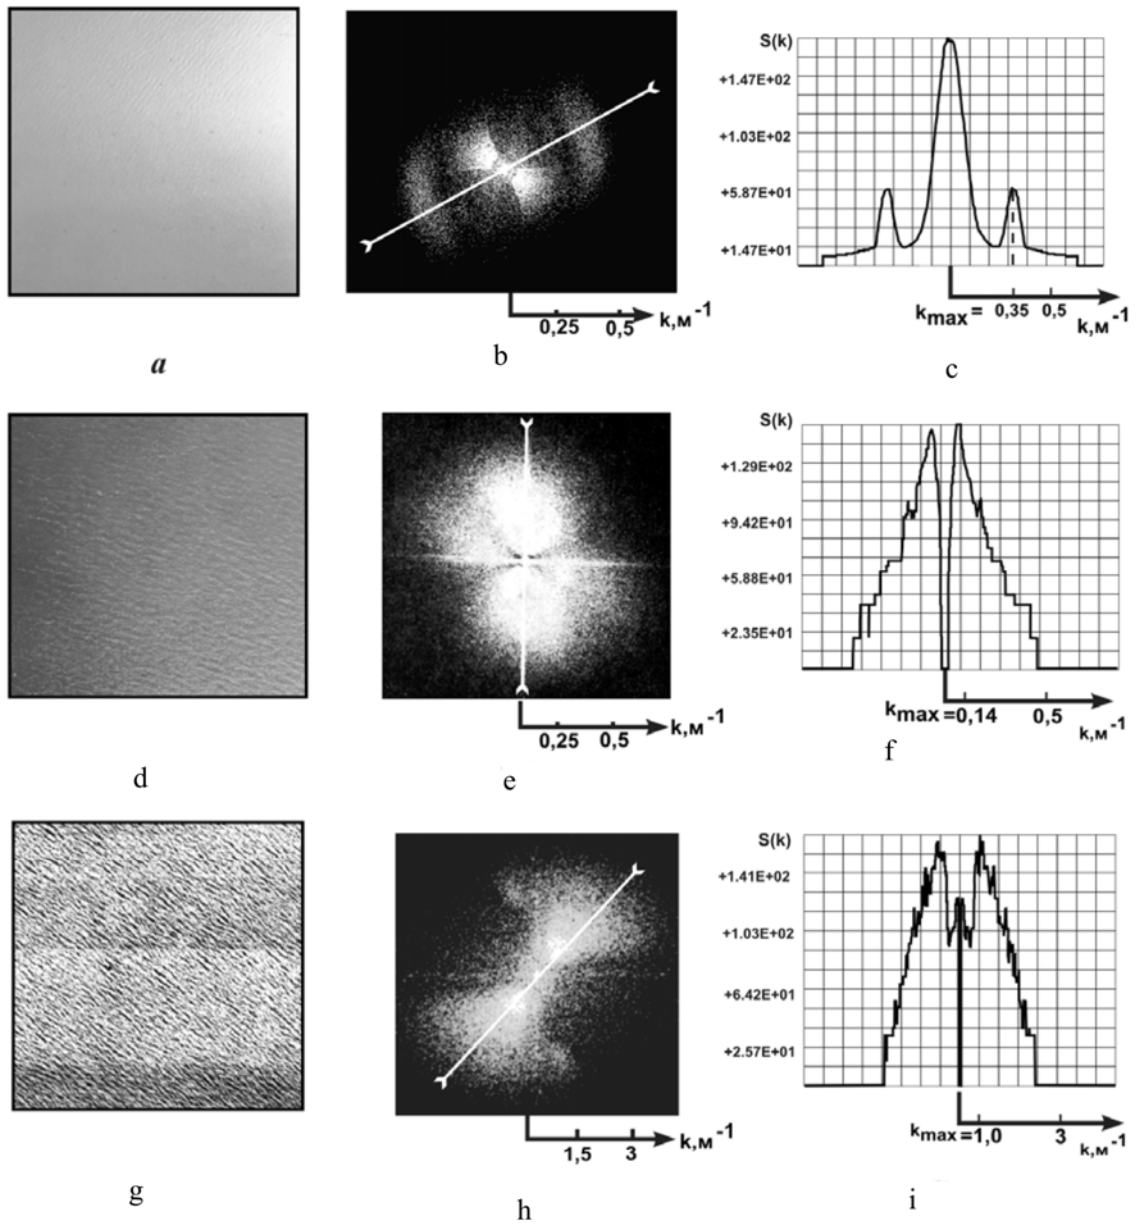 S(k)
+1.47E+02
+1.03E+02
+5.87E+01
+1.47E+01
0,25 0,5 k,м⁻¹
kmax= 0,35 0,5 k,м⁻¹
a
b
c
S(k)
+1.29E+02
+9.42E+01
+5.88E+01
+2.35E+01
0,25 0,5 k,м⁻¹
kmax=0,14 0,5 k,м⁻¹
d
e
f
S(k)
+1.41E+02
+1.03E+02
+6.42E+01
+2.57E+01
1,5 3 k,м⁻¹
kmax=1,0 3 k,м⁻¹
g
h
i